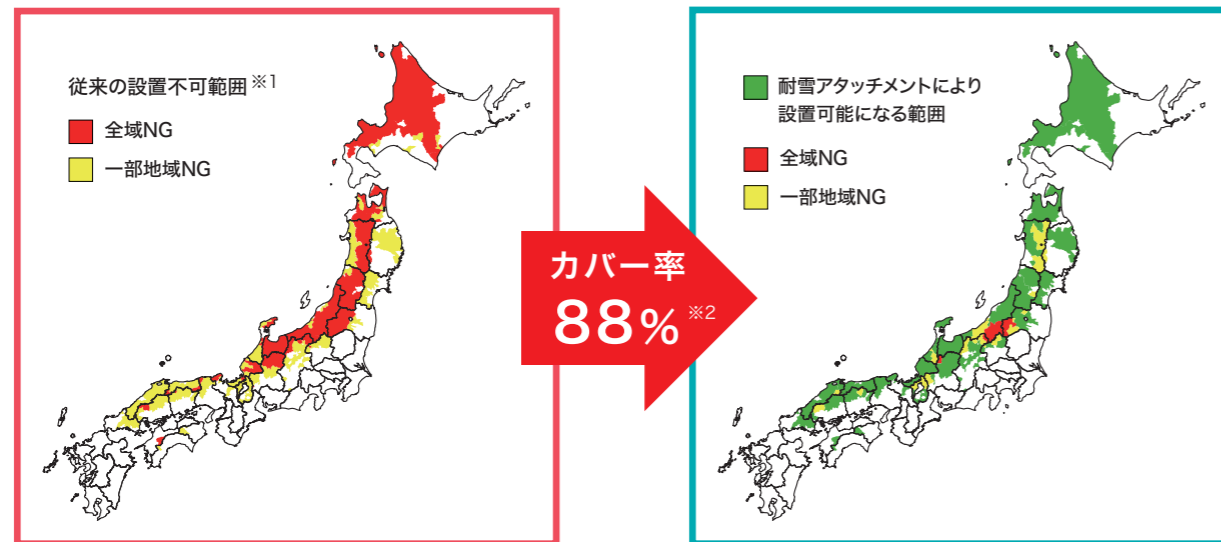 従来の設置不可範囲※1
全域NG
一部地域NG
カバー率
88%※2
耐雪アタッチメントにより
設置可能になる範囲
全域NG
一部地域NG